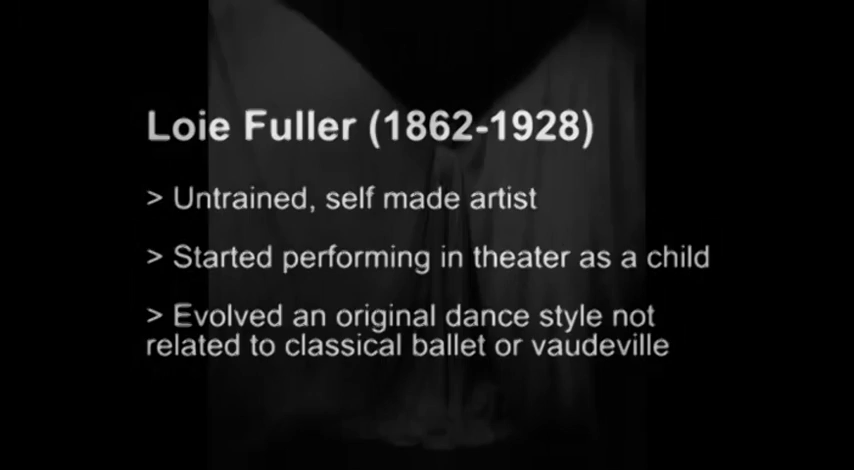 Loie Fuller (1862-1928)
> Untrained, self made artist
> Started performing in theater as a child
> Evolved an original dance style not
related to classical ballet or vaudeville